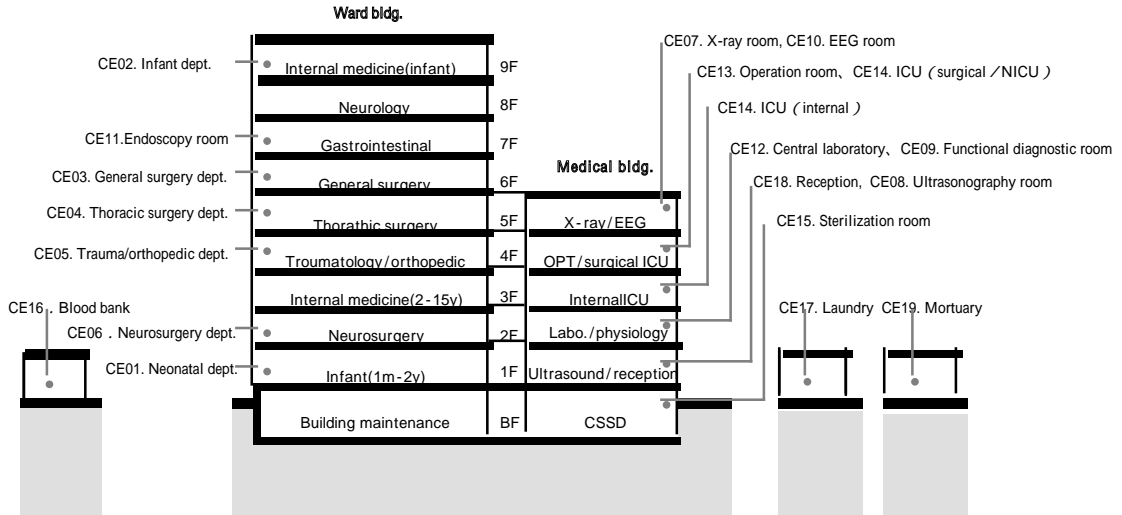 Ward bldg.
CE07. X-ray room, CE10. EEG room
CE02. Infant dept.
Internal medicine(infant)
9F
CE13. Operation room、CE14. ICU（surgical／NICU）
Neurology
8F
CE14. ICU（internal）
CE11.Endoscopy room
Gastrointestinal
7F
CE12. Central laboratory、CE09. Functional diagnostic room
Medical bldg.
CE03. General surgery dept.
General surgery
6F
CE18. Reception, CE08. Ultrasonography room
CE04. Thoracic surgery dept.
Thorathic surgery
5F
X-ray/EEG
CE15. Sterilization room
CE05. Trauma/orthopedic dept.
Troumatology/orthopedic
4F
OPT/surgical ICU
Internal medicine(2-15y)
3F
InternalICU
CE16．Blood bank
CE17. Laundry
CE19. Mortuary
CE06．Neurosurgery dept.
Neurosurgery
2F
Labo./physiology
CE01. Neonatal dept.
Infant(1m-2y)
1F
Ultrasound/reception
Building maintenance
BF
CSSD